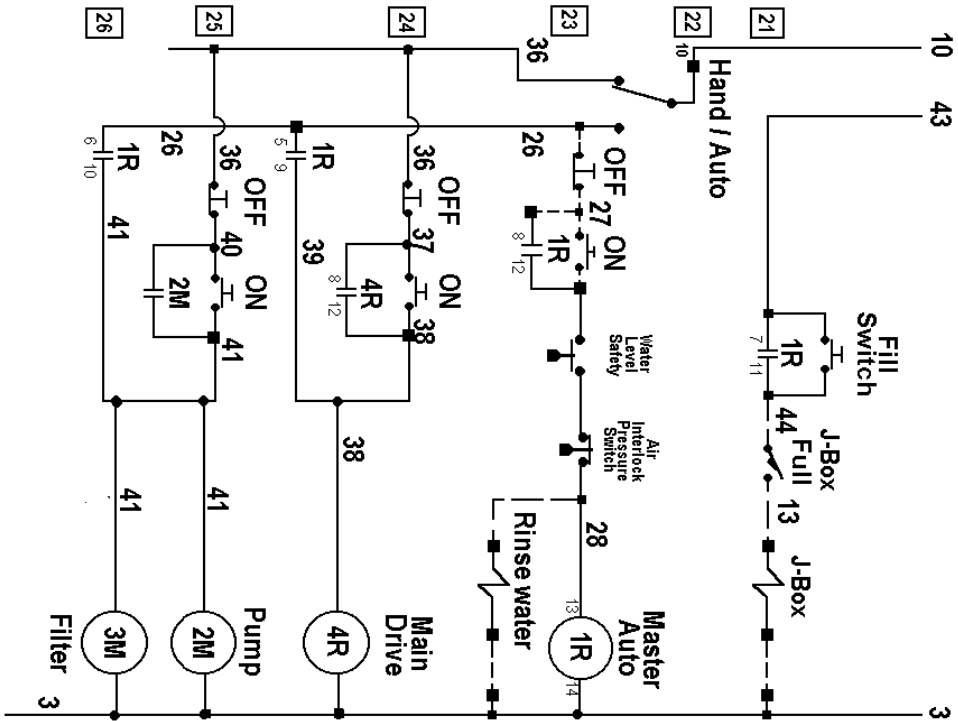 10 43 3
Fill
Switch
J-Box
Full
J-Box
21 1R 44 13
7 11
Hand / Auto
22
10
Water
Level
Safety
Air
Interlock
Pressure
Switch
Master
Auto
OFF ON
23 27 28 1R
13 14
1R
8 12
36 26
Rinse water
OFF ON
24 36 37 38
4R
8 12
Main
Drive
38 4R
39
1R
5 9
OFF ON
25 36 40 41
2M
Pump
41 2M
26
1R
6 10
41
26 41 3M
Filter
3